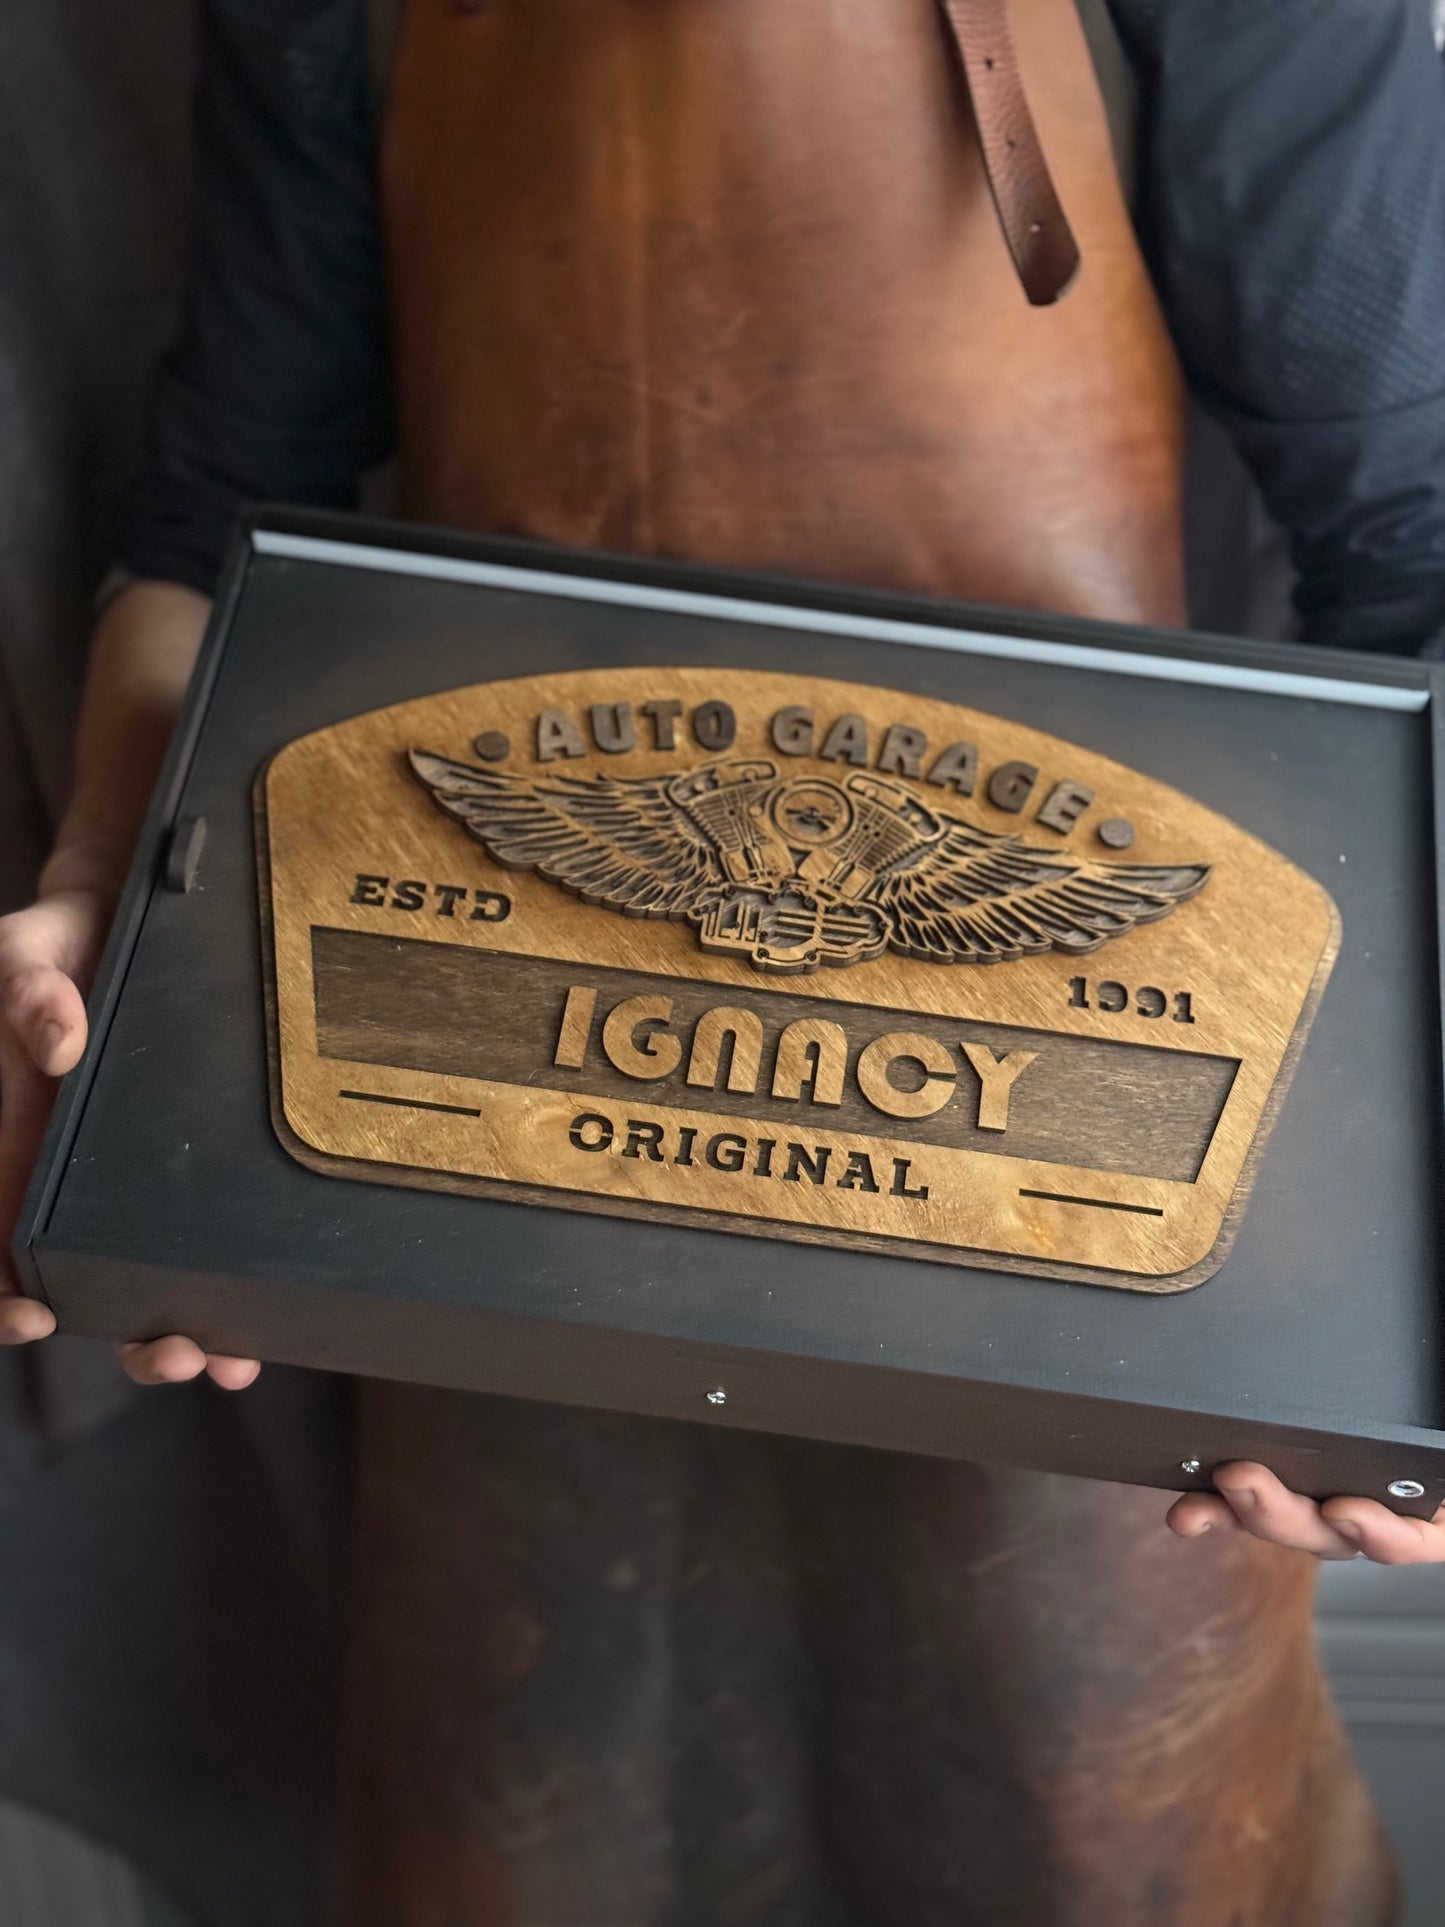 • AUTO GARAGE •
ESTD
1991
IGNACY
ORIGINAL